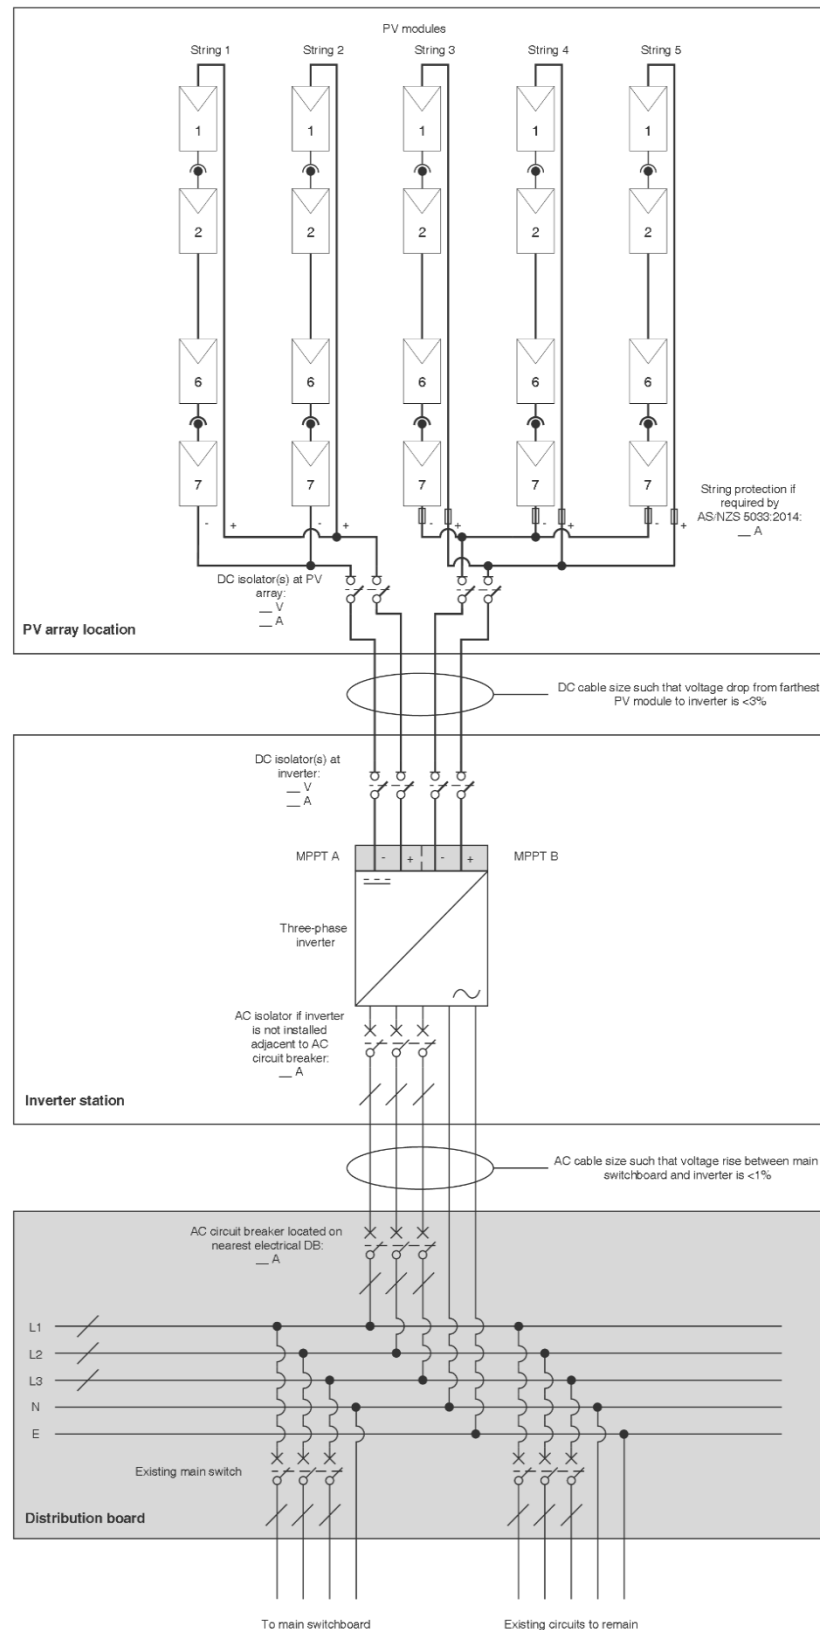 PV modules
String 1 String 2 String 3 String 4 String 5
1 1 1 1 1
2 2 2 2 2
6 6 6 6 6
7 7 7 7 7
String protection if
required by
AS/NZS 5033:2014:
__ A
- + - + - + - + - +
DC isolator(s) at PV
array:
__ V
__ A
PV array location
DC cable size such that voltage drop from farthest
PV module to inverter is <3%
DC isolator(s) at
inverter:
__ V
__ A
MPPT A - + - + MPPT B
Three-phase
inverter
AC isolator if inverter
is not installed
adjacent to AC
circuit breaker:
__ A
Inverter station
AC cable size such that voltage rise between main
switchboard and inverter is <1%
AC circuit breaker located on
nearest electrical DB:
__ A
L1
L2
L3
N
E
Existing main switch
Distribution board
To main switchboard Existing circuits to remain